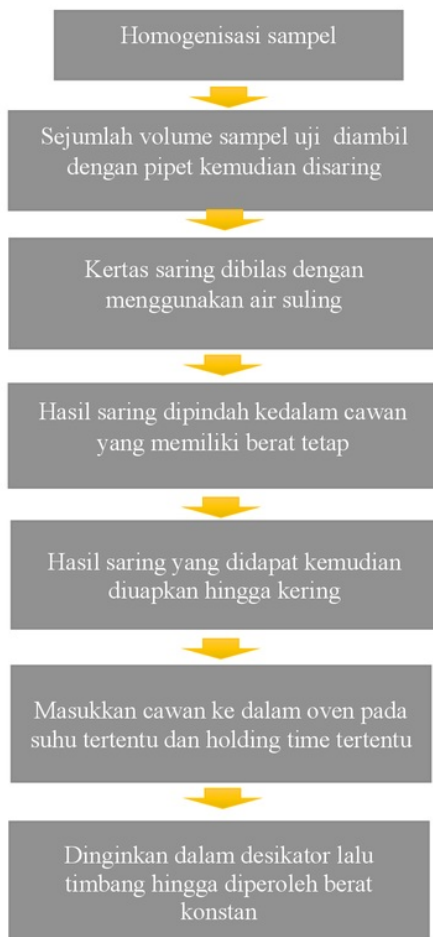 Homogenisasi sampel
Sejumlah volume sampel uji diambil
dengan pipet kemudian disaring
Kertas saring dibilas dengan
menggunakan air suling
Hasil saring dipindah kedalam cawan
yang memiliki berat tetap
Hasil saring yang didapat kemudian
diuapkan hingga kering
Masukkan cawan ke dalam oven pada
suhu tertentu dan holding time tertentu
Dinginkan dalam desikator lalu
timbang hingga diperoleh berat
konstan